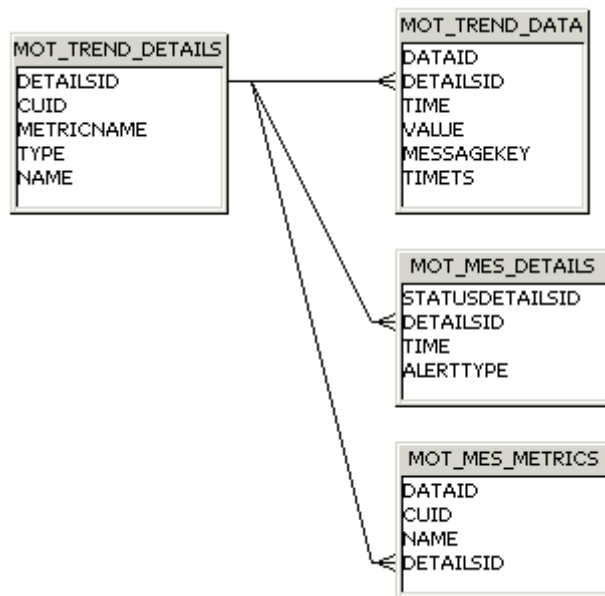 MOT_TREND_DETAILS
DETAILSID
CUID
METRICNAME
TYPE
NAME
MOT_TREND_DATA
DATAID
DETAILSID
TIME
VALUE
MESSAGEKEY
TIMETS
MOT_MES_DETAILS
STATUSDETAILSID
DETAILSID
TIME
ALERTTYPE
MOT_MES_METRICS
DATAID
CUID
NAME
DETAILSID